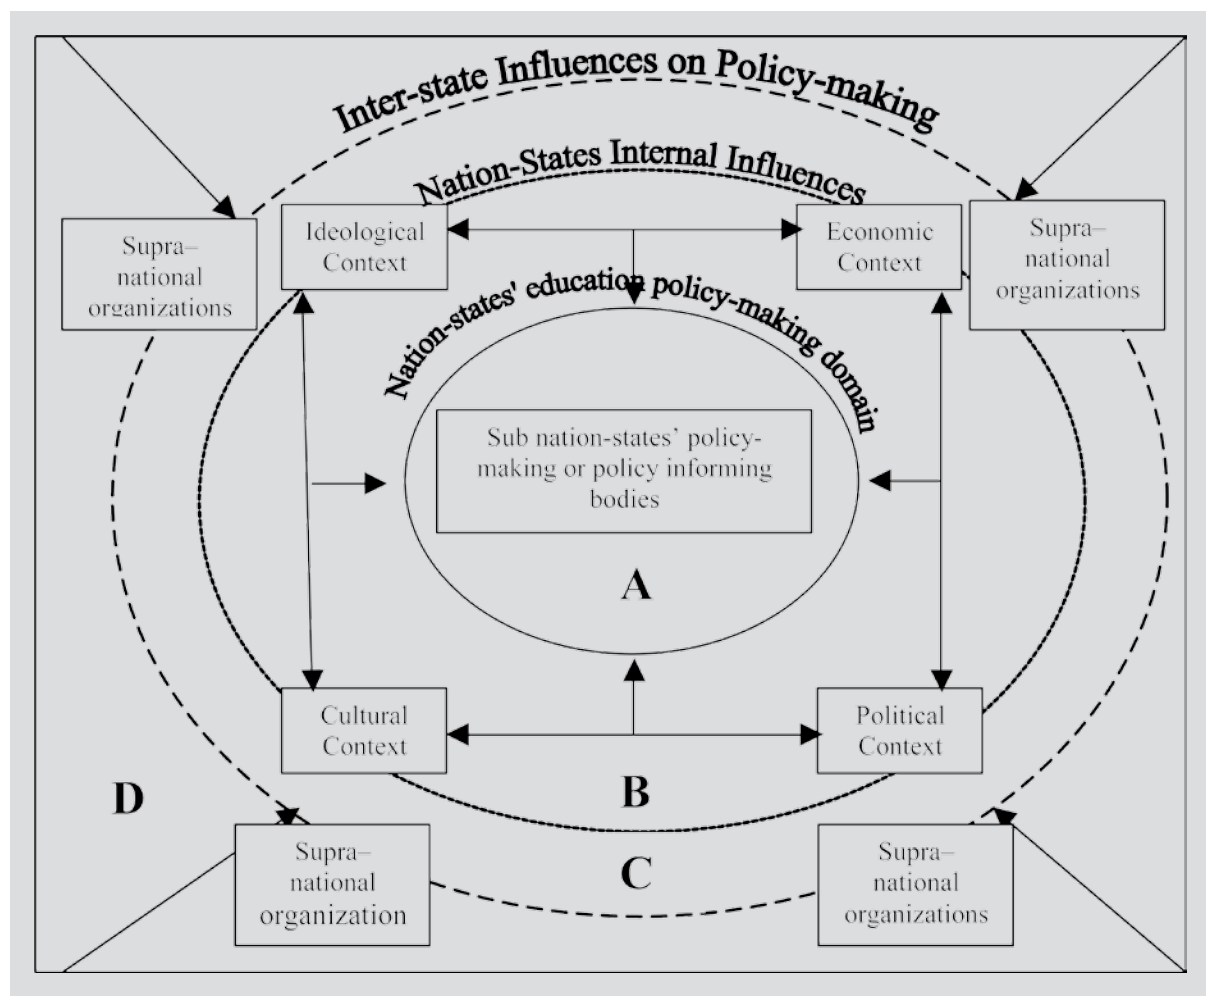 Inter-state Influences on Policy-making
Nation-States Internal Influences
Supra–
national
organizations
Ideological
Context
Economic
Context
Supra–
national
organizations
Nation-states' education policy-making domain
Sub nation-states’ policy-
making or policy informing
bodies
A
Cultural
Context
Political
Context
B
D
C
Supra–
national
organization
Supra–
national
organizations